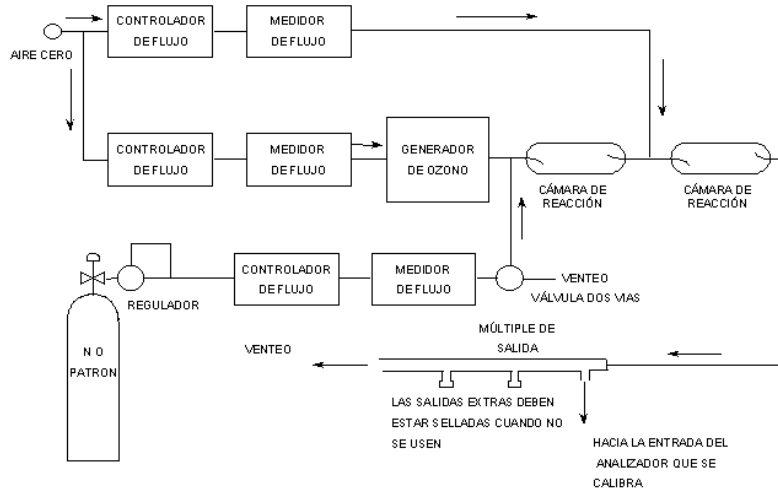 CONTROLADOR
DE FLUJO
MEDIDOR
DE FLUJO
AIRE CERO
CONTROLADOR
DE FLUJO
MEDIDOR
DE FLUJO
GENERADOR
DE OZONO
CÁMARA DE
REACCIÓN
CÁMARA DE
REACCIÓN
REGULADOR
CONTROLADOR
DE FLUJO
MEDIDOR
DE FLUJO
VENTEO
VÁLVULA DOS VIAS
N O
PATRON
VENTEO
MÚLTIPLE DE
SALIDA
LAS SALIDAS EXTRAS DEBEN
ESTAR SELLADAS CUANDO NO
SE USEN
HACIA LA ENTRADA DEL
ANALIZADOR QUE SE
CALIBRA